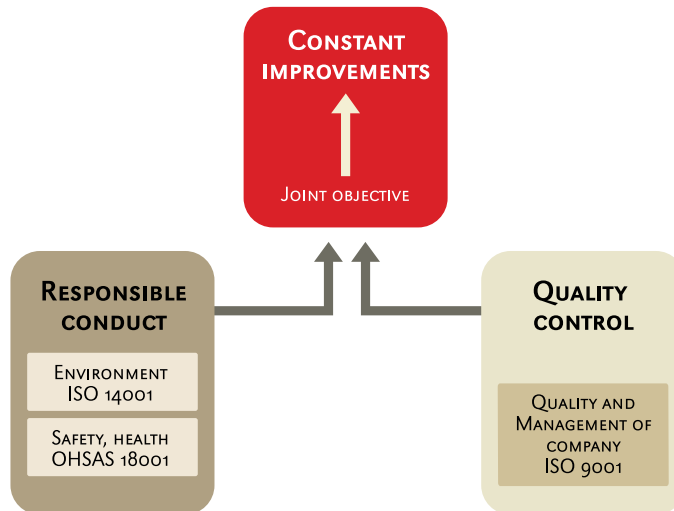 Constant
improvements
Joint objective
Responsible
conduct
Environment
ISO 14001
Safety, health
OHSAS 18001
Quality
control
Quality and
Management of
company
ISO 9001